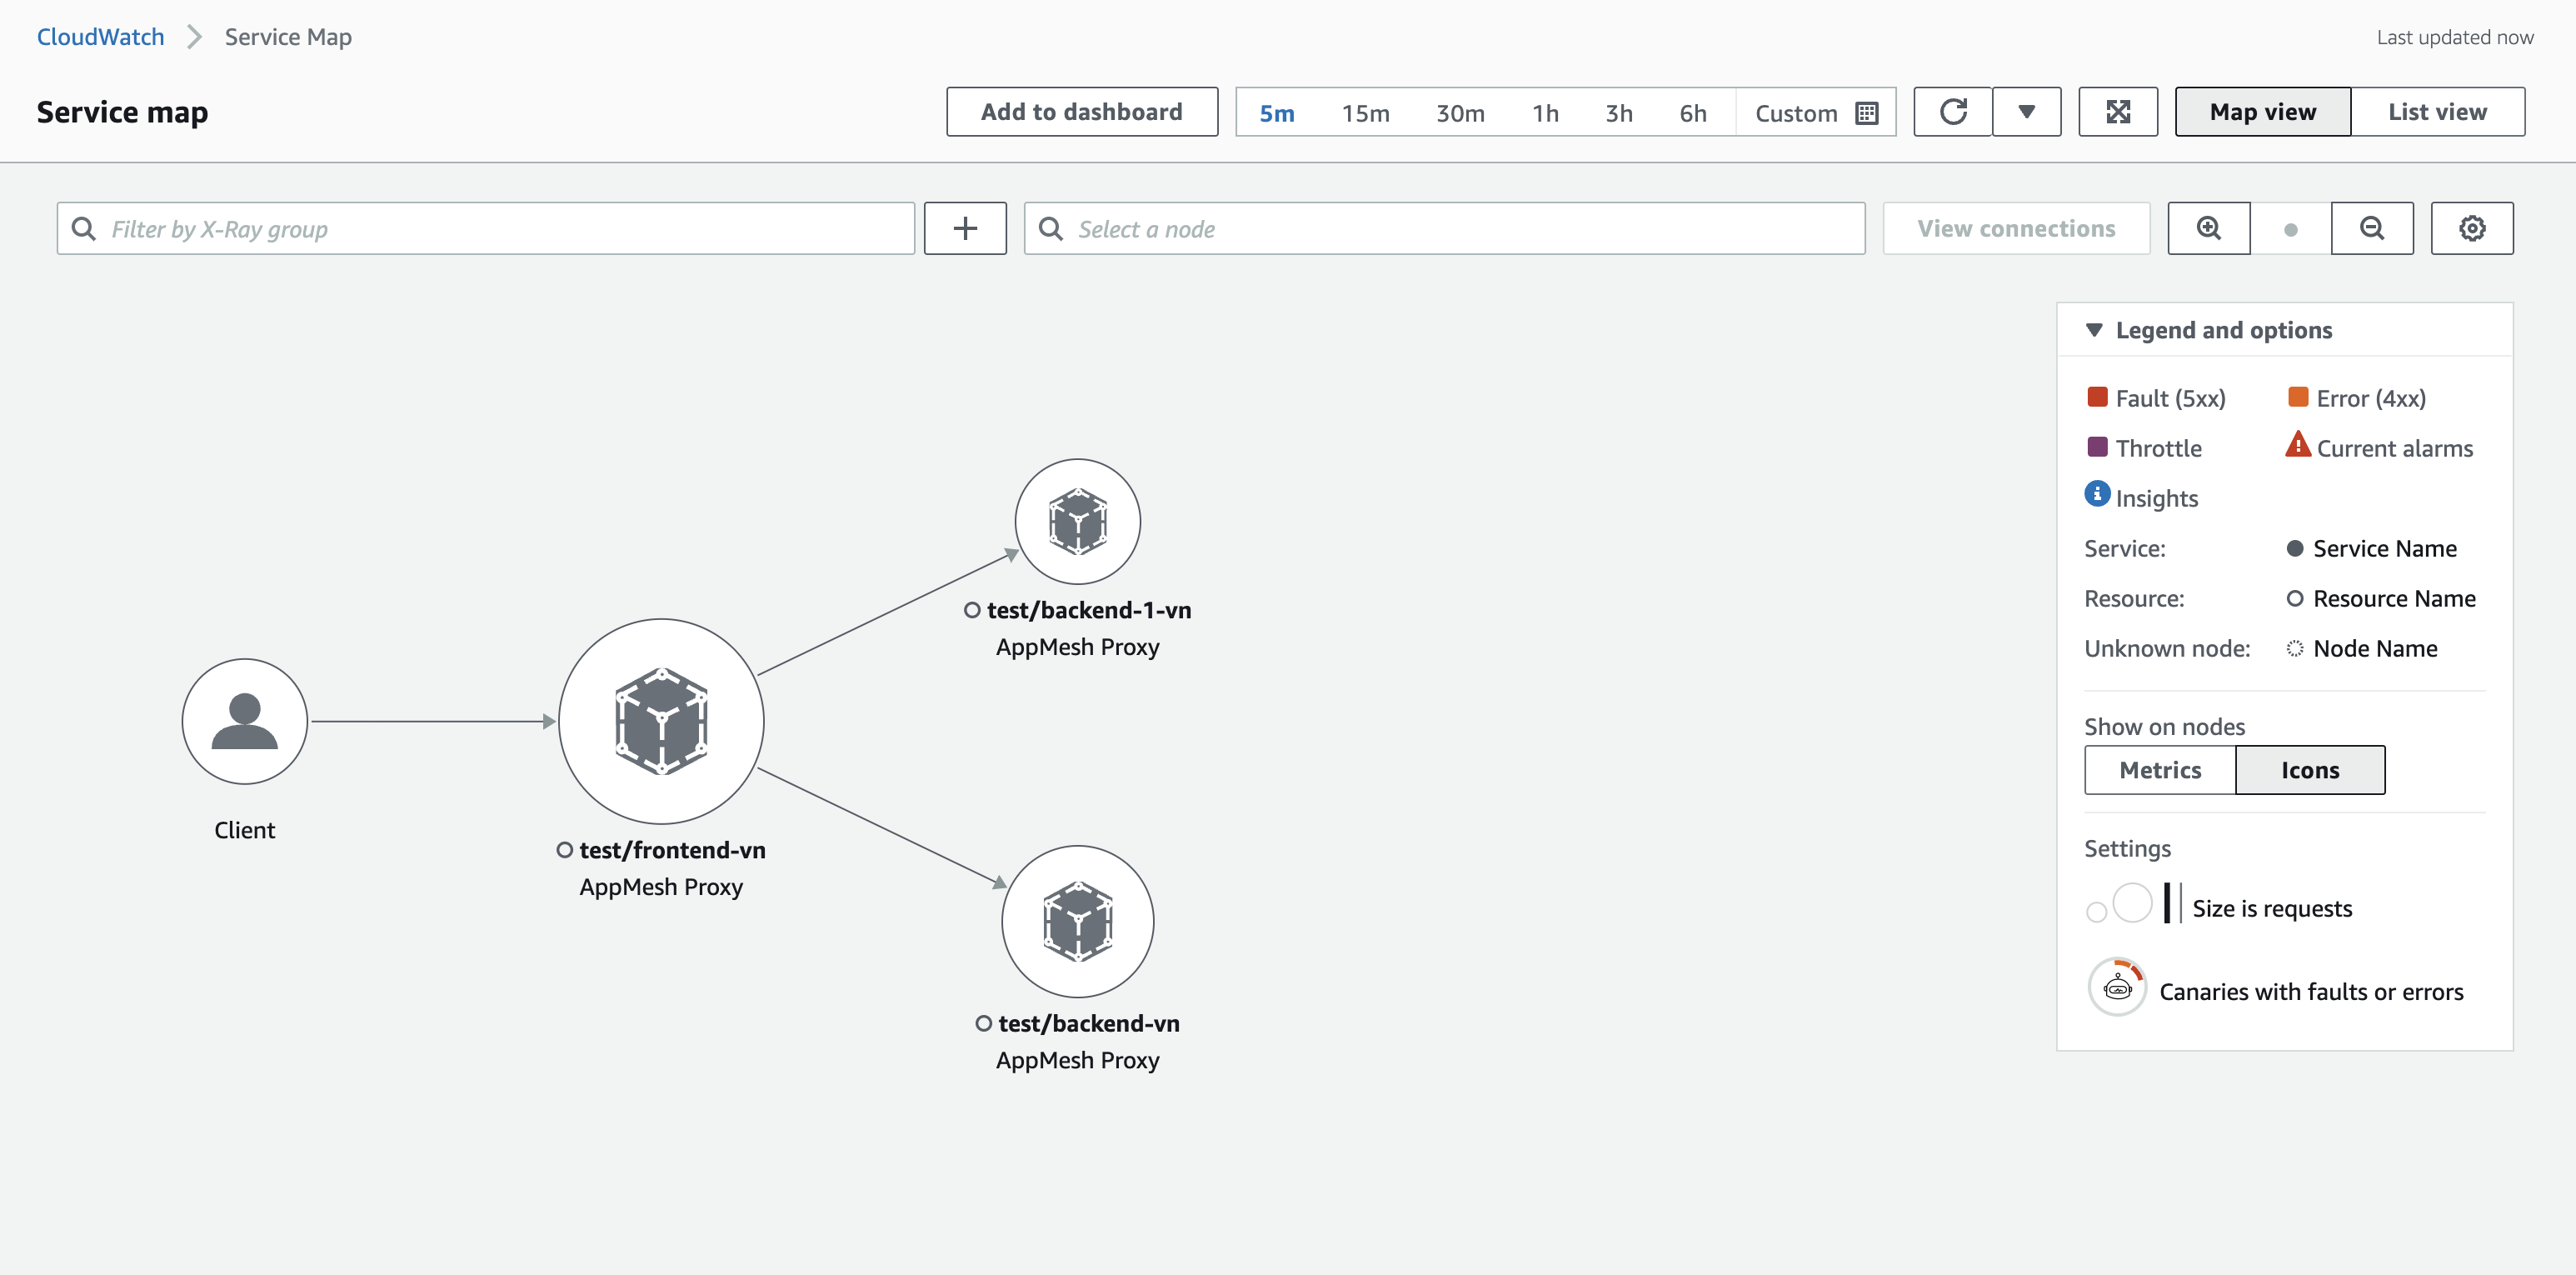 CloudWatch > Service Map
Last updated now
Service map
Add to dashboard
5m 15m 30m 1h 3h 6h Custom
Map view
List view
Filter by X-Ray group
Select a node
View connections
Legend and options
Fault (5xx)
Error (4xx)
Throttle
Current alarms
Insights
Service: Service Name
Resource: Resource Name
Unknown node: Node Name
Show on nodes
Metrics
Icons
Settings
Size is requests
Canaries with faults or errors
Client
test/frontend-vn
AppMesh Proxy
test/backend-1-vn
AppMesh Proxy
test/backend-vn
AppMesh Proxy